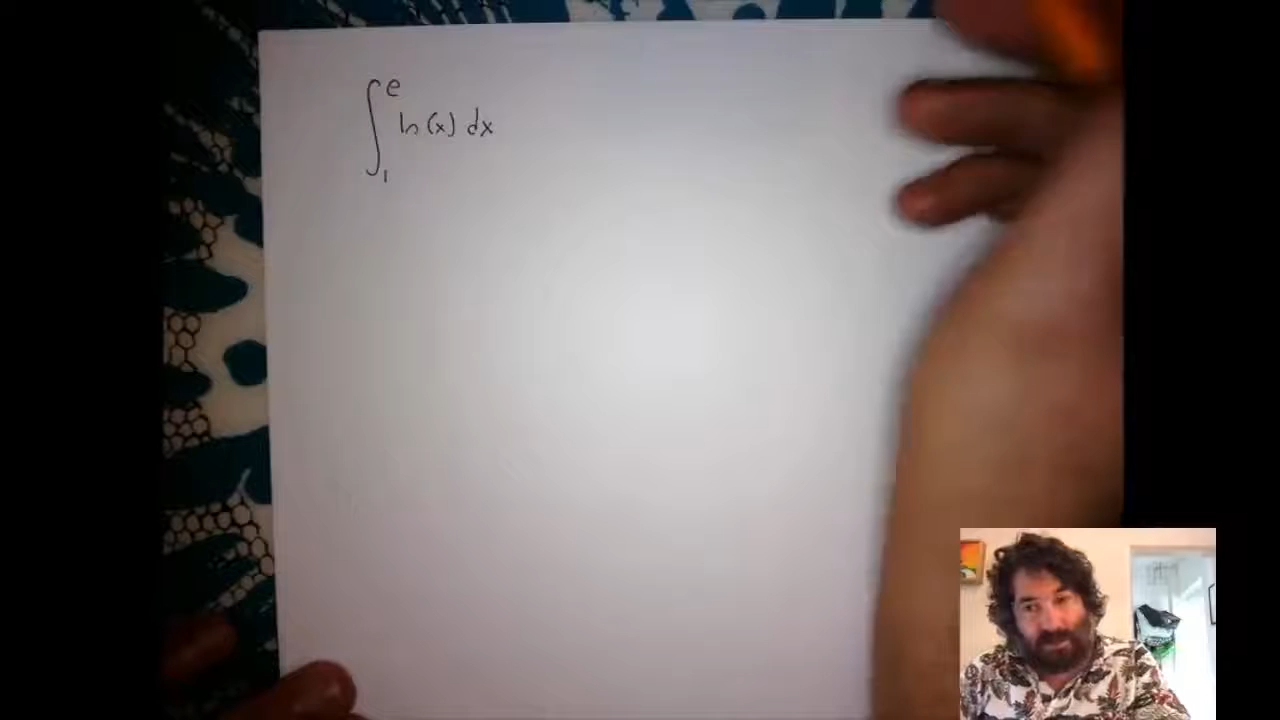 ∫₁ᵉ ln(x) dx